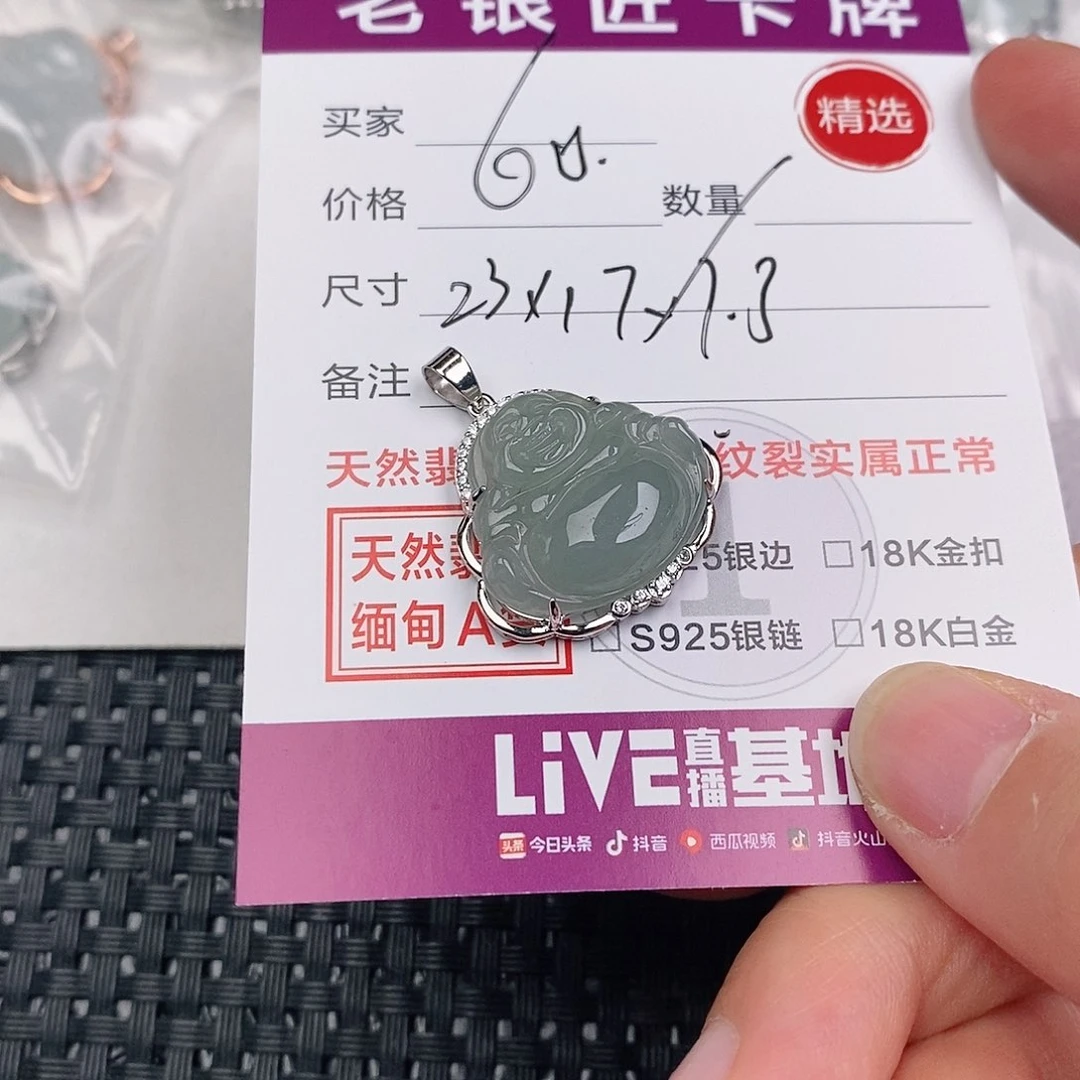 老银匠卡牌
买家
精选
价格 数量
尺寸 23x17x7.3
备注
天然翡 纹裂实属正常
天然翡 25银边 □18K金扣
缅甸A □S925银链 □18K白金
LiVE直播基地
头条 今日头条 抖音 西瓜视频 抖音火山